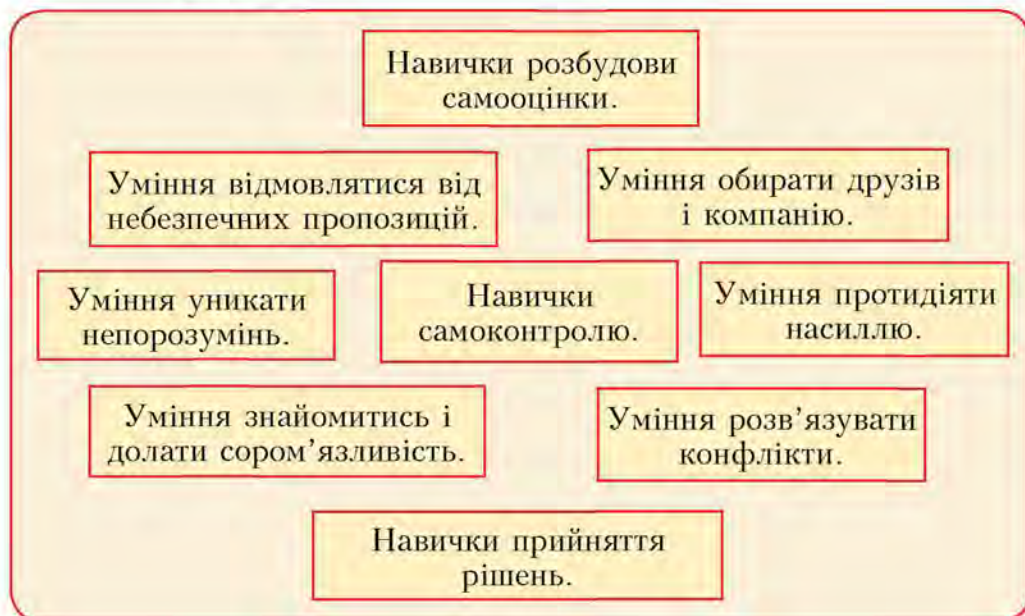 Навички розбудови
самооцінки.
Уміння відмовлятися від
небезпечних пропозицій.
Уміння обирати друзів
і компанію.
Уміння уникати
непорозумінь.
Навички
самоконтролю.
Уміння протидіяти
насиллю.
Уміння знайомитись і
долати сором’язливість.
Уміння розв’язувати
конфлікти.
Навички прийняття
рішень.